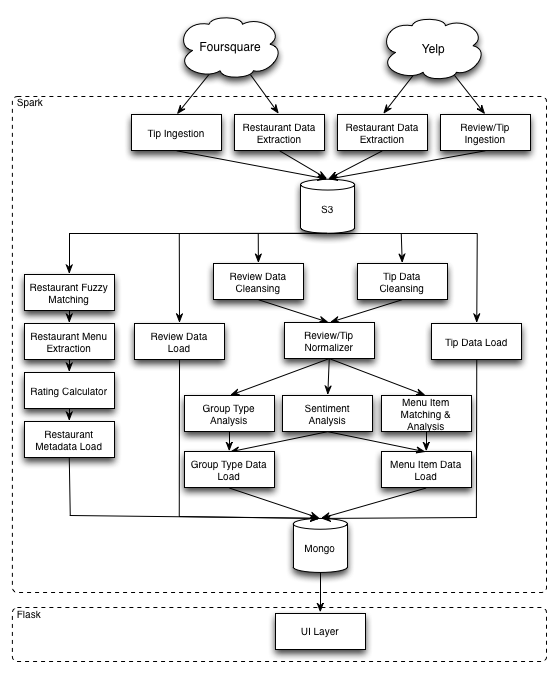 Foursquare
Yelp
Spark
Tip Ingestion
Restaurant Data
Extraction
Restaurant Data
Extraction
Review/Tip
Ingestion
S3
Restaurant Fuzzy
Matching
Review Data
Cleansing
Tip Data
Cleansing
Restaurant Menu
Extraction
Review Data
Load
Review/Tip
Normalizer
Tip Data Load
Rating Calculator
Group Type
Analysis
Sentiment
Analysis
Menu Item
Matching &
Analysis
Restaurant
Metadata Load
Group Type Data
Load
Menu Item Data
Load
Mongo
Flask
UI Layer